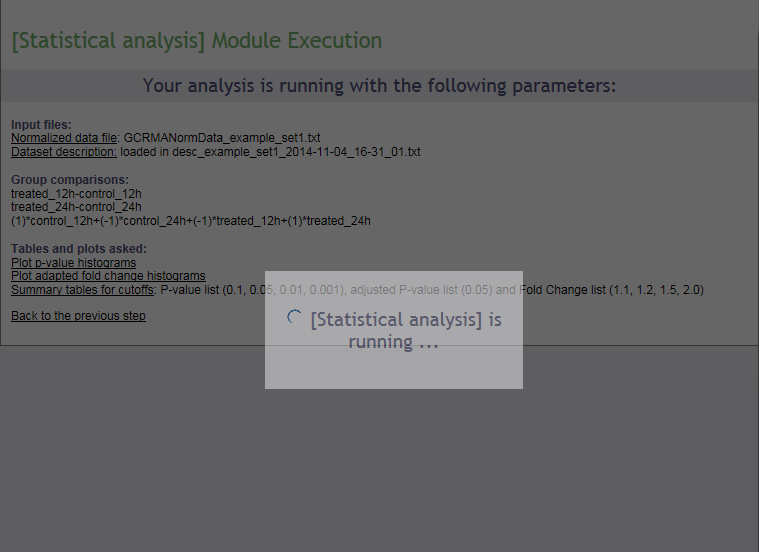 [Statistical analysis] Module Execution
Your analysis is running with the following parameters:
Input files:
Normalized data file: GCRMANormData_example_set1.txt
Dataset description: loaded in desc_example_set1_2014-11-04_16-31_01.txt
Group comparisons:
treated_12h-control_12h
treated_24h-control_24h
(1)*control_12h+(-1)*control_24h+(-1)*treated_12h+(1)*treated_24h
Tables and plots asked:
Plot p-value histograms
Plot adapted fold change histograms
Summary tables for cutoffs: P-value list (0.1, 0.05, 0.01, 0.001), adjusted P-value list (0.05) and Fold Change list (1.1, 1.2, 1.5, 2.0)
[Statistical analysis] is
running ...
Back to the previous step